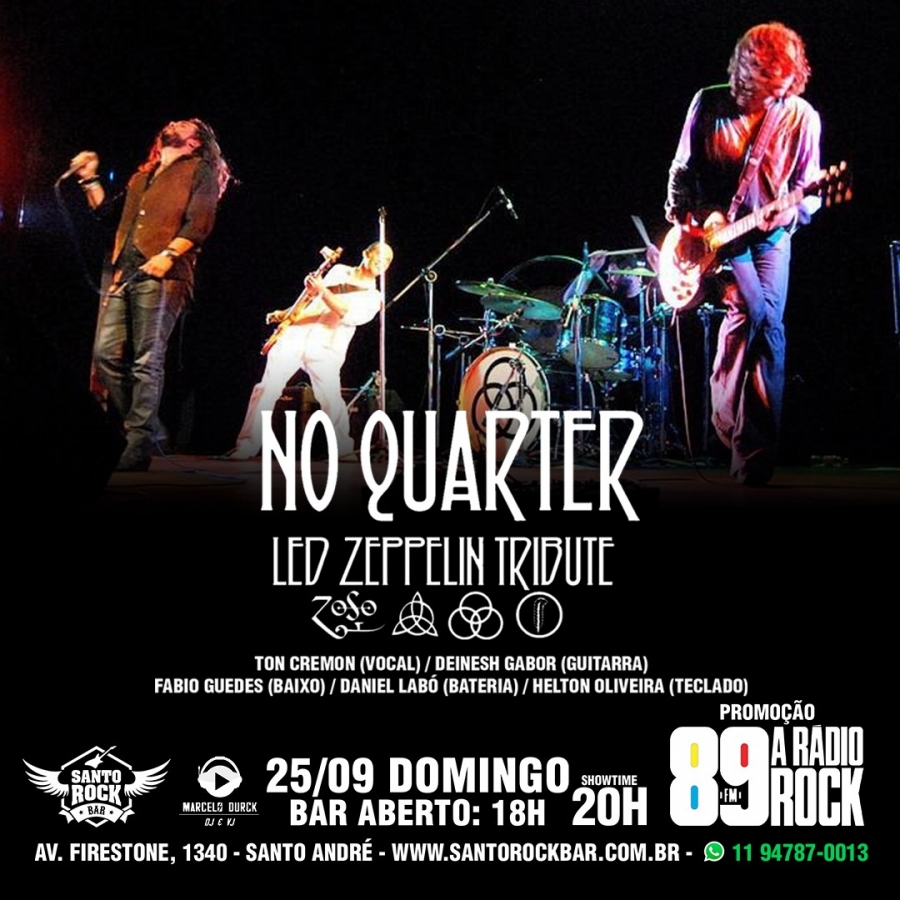 NO QUARTER
LED ZEPPELIN TRIBUTE
ZOSO
TON CREMON (VOCAL) / DEINESH GABOR (GUITARRA)
FABIO GUEDES (BAIXO) / DANIEL LABÓ (BATERIA) / HELTON OLIVEIRA (TECLADO)
PROMOÇÃO
89 FM A RÁDIO
ROCK
SANTO
ROCK
BAR
MARCELO DURCK
DJ E VJ
25/09 DOMINGO
BAR ABERTO: 18H
SHOWTIME
20H
AV. FIRESTONE, 1340 - SANTO ANDRÉ - WWW.SANTOROCKBAR.COM.BR - 11 94787-0013